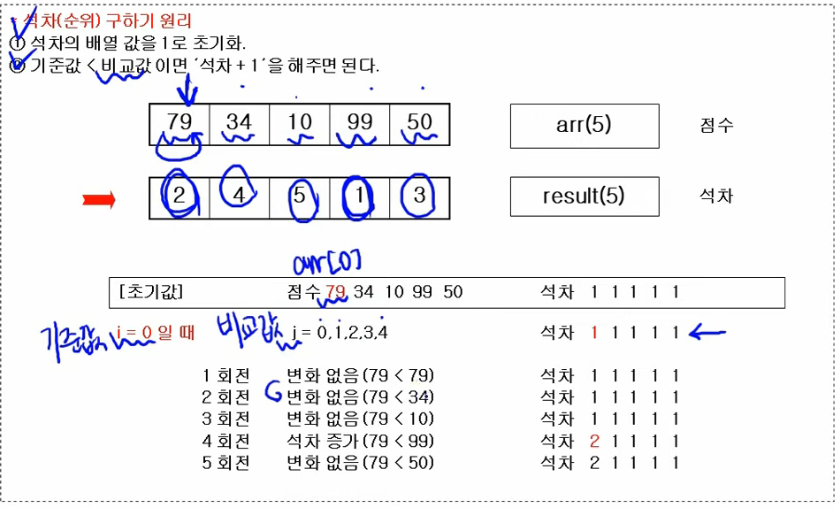 석차(순위) 구하기 원리
① 석차의 배열 값을 1로 초기화.
② 기준값 < 비교값 이면 ´석차 + 1´을 해주면 된다.
79 34 10 99 50 arr(5) 점수
2 4 5 1 3 result(5) 석차
arr[0]
[초기값] 점수 79 34 10 99 50 석차 1 1 1 1 1
기준값 i = 0 일 때 비교값 j = 0,1,2,3,4 석차 1 1 1 1 1
1 회전 변화 없음(79 < 79) 석차 1 1 1 1 1
2 회전 변화 없음(79 < 34) 석차 1 1 1 1 1
3 회전 변화 없음(79 < 10) 석차 1 1 1 1 1
4 회전 석차 증가(79 < 99) 석차 2 1 1 1 1
5 회전 변화 없음(79 < 50) 석차 2 1 1 1 1